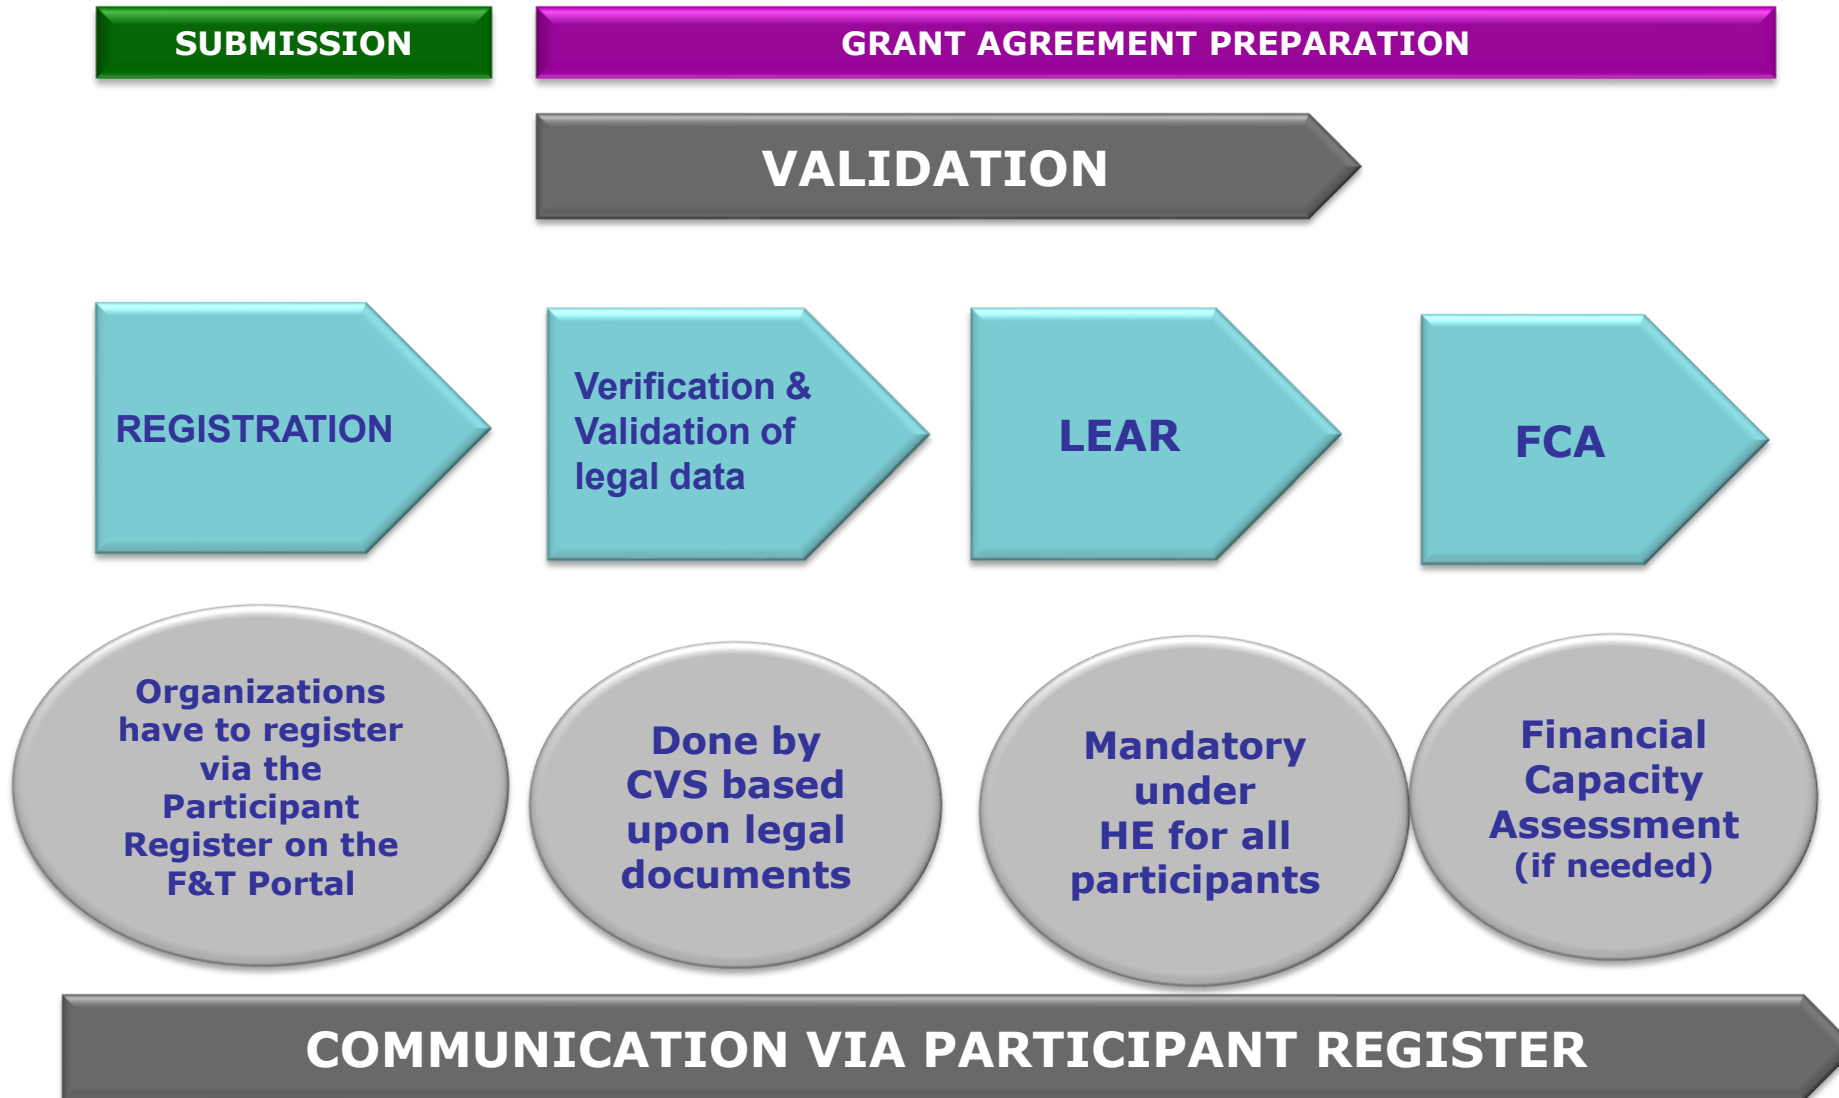 SUBMISSION
GRANT AGREEMENT PREPARATION
VALIDATION
REGISTRATION
Verification &
Validation of
legal data
LEAR
FCA
Organizations
have to register
via the
Participant
Register on the
F&T Portal
Done by
CVS based
upon legal
documents
Mandatory
under
HE for all
participants
Financial
Capacity
Assessment
(if needed)
COMMUNICATION VIA PARTICIPANT REGISTER